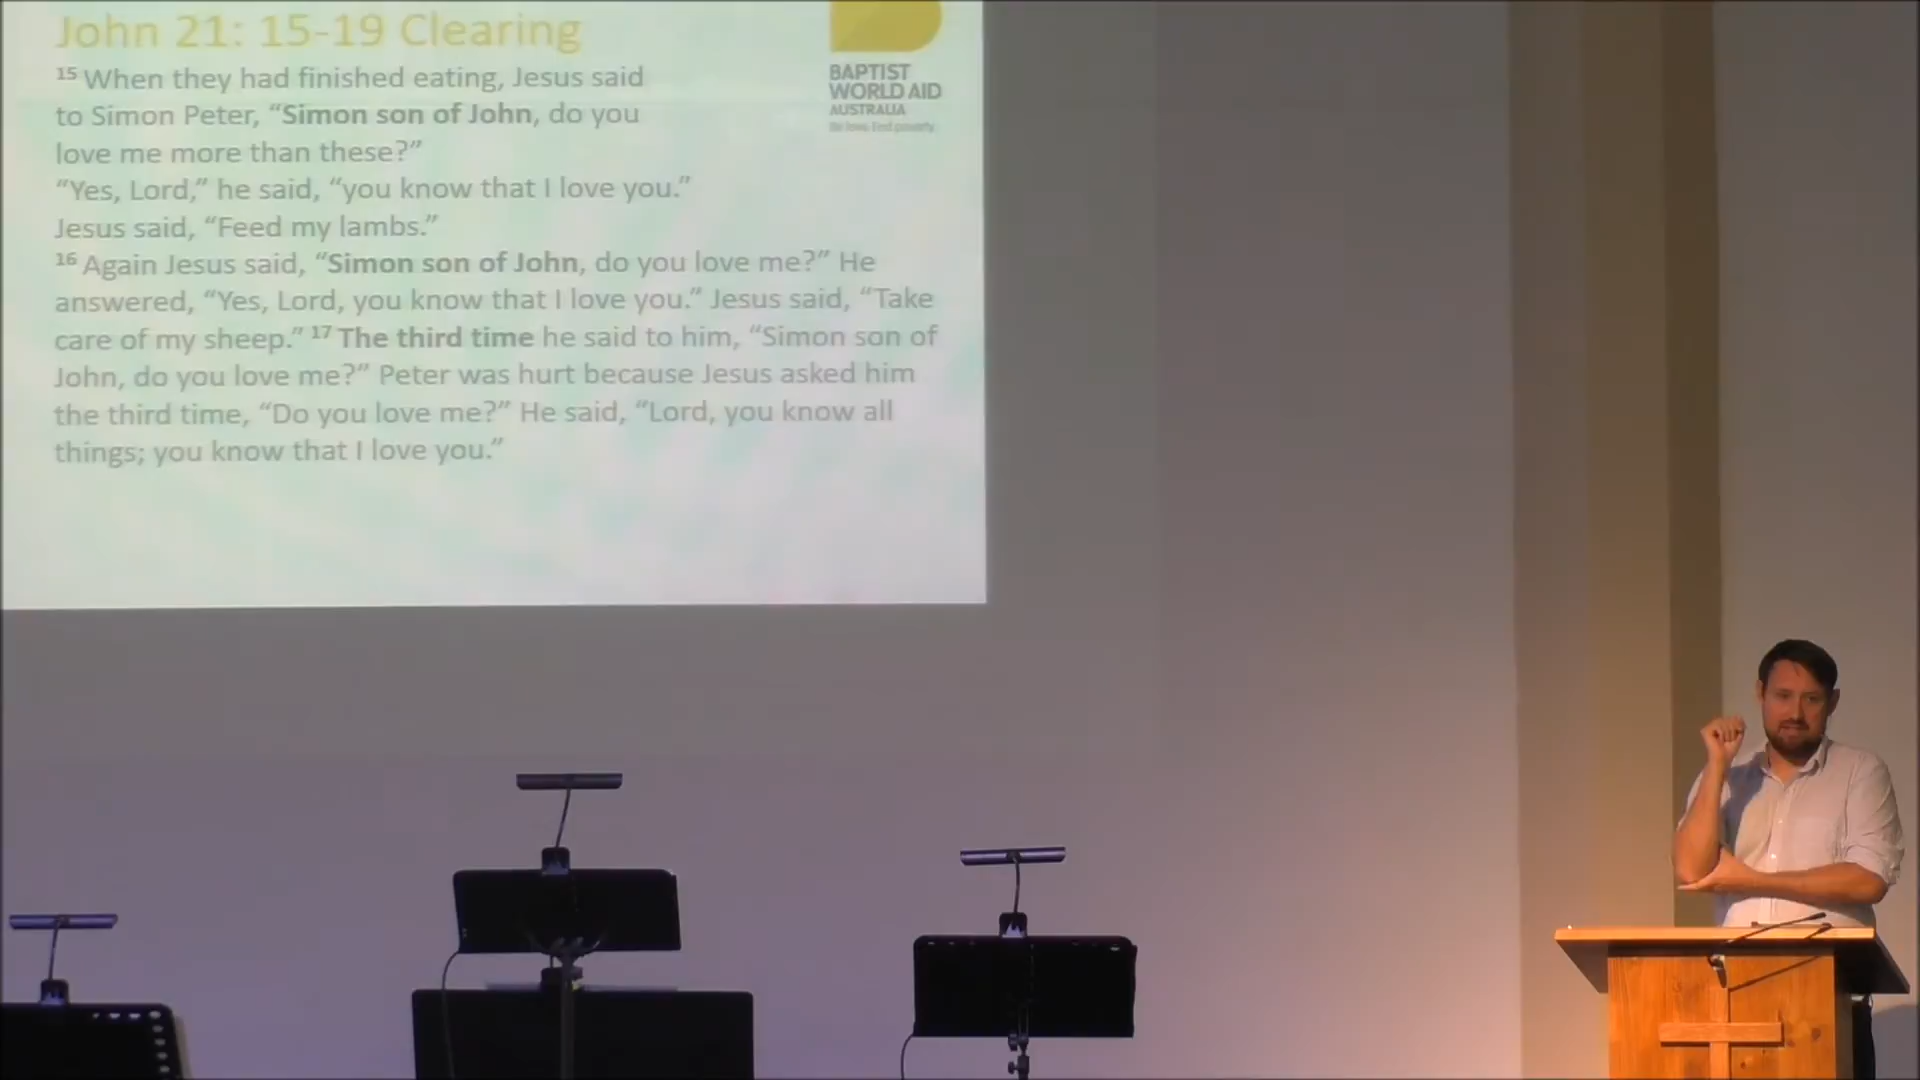 John 21: 15-19 Clearing
15 When they had finished eating, Jesus said
to Simon Peter, “Simon son of John, do you
love me more than these?”
“Yes, Lord,” he said, “you know that I love you.”
Jesus said, “Feed my lambs.”
16 Again Jesus said, “Simon son of John, do you love me?” He
answered, “Yes, Lord, you know that I love you.” Jesus said, “Take
care of my sheep.” 17 The third time he said to him, “Simon son of
John, do you love me?” Peter was hurt because Jesus asked him
the third time, “Do you love me?” He said, “Lord, you know all
things; you know that I love you.”
BAPTIST
WORLD AID
AUSTRALIA
Be love. End poverty.